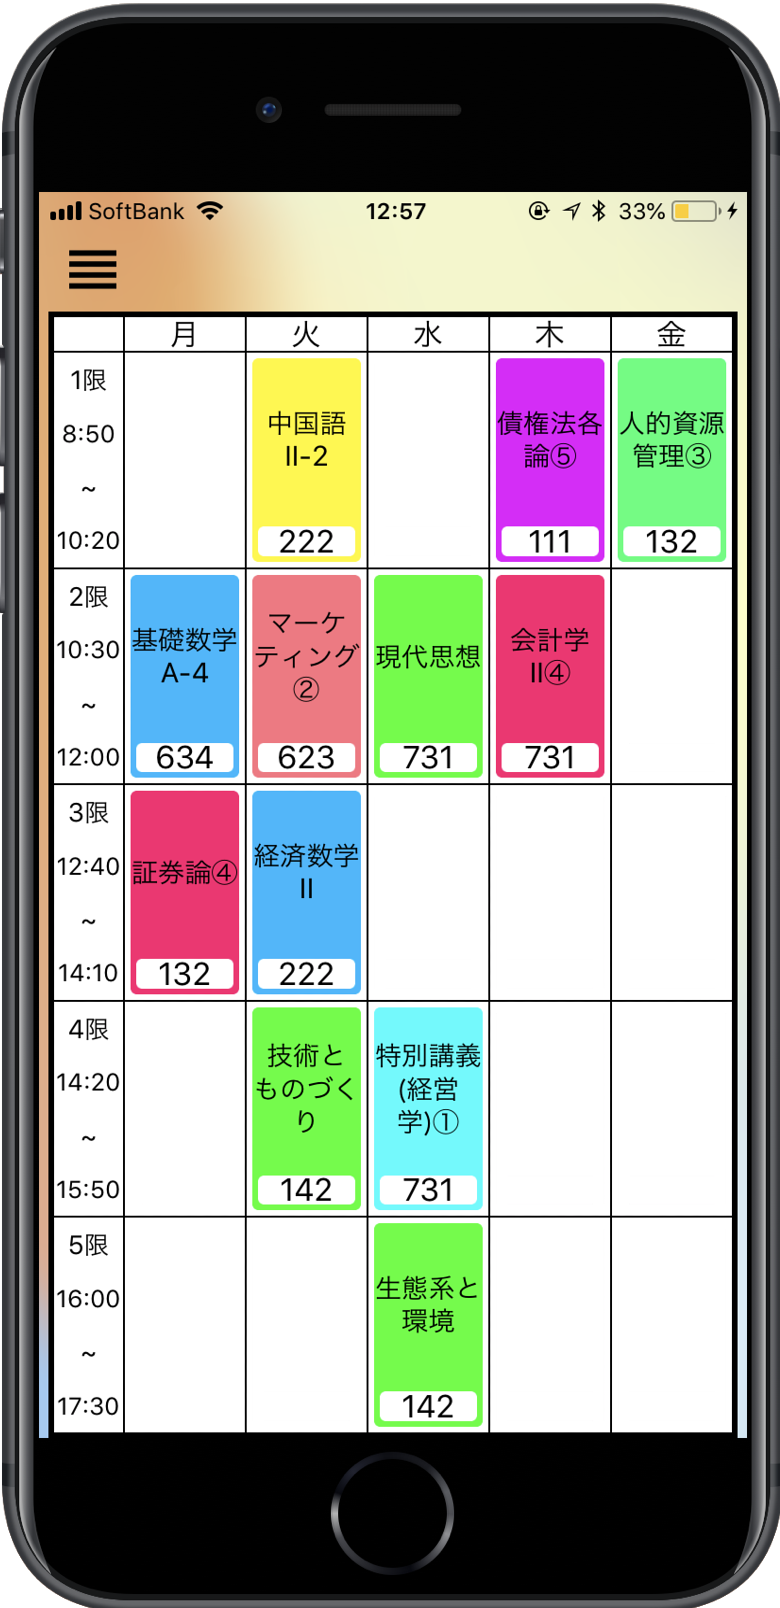 SoftBank 12:57 33%
月 火 水 木 金
1限
8:50
~
10:20
中国語
II-2
222
債権法各
論⑤
111
人的資源
管理③
132
2限
10:30
~
12:00
基礎数学
A-4
634
マーケ
ティング
②
623
現代思想
731
会計学
II④
731
3限
12:40
~
14:10
証券論④
132
経済数学
II
222
4限
14:20
~
15:50
技術と
ものづく
り
142
特別講義
(経営
学)①
731
5限
16:00
~
17:30
生態系と
環境
142